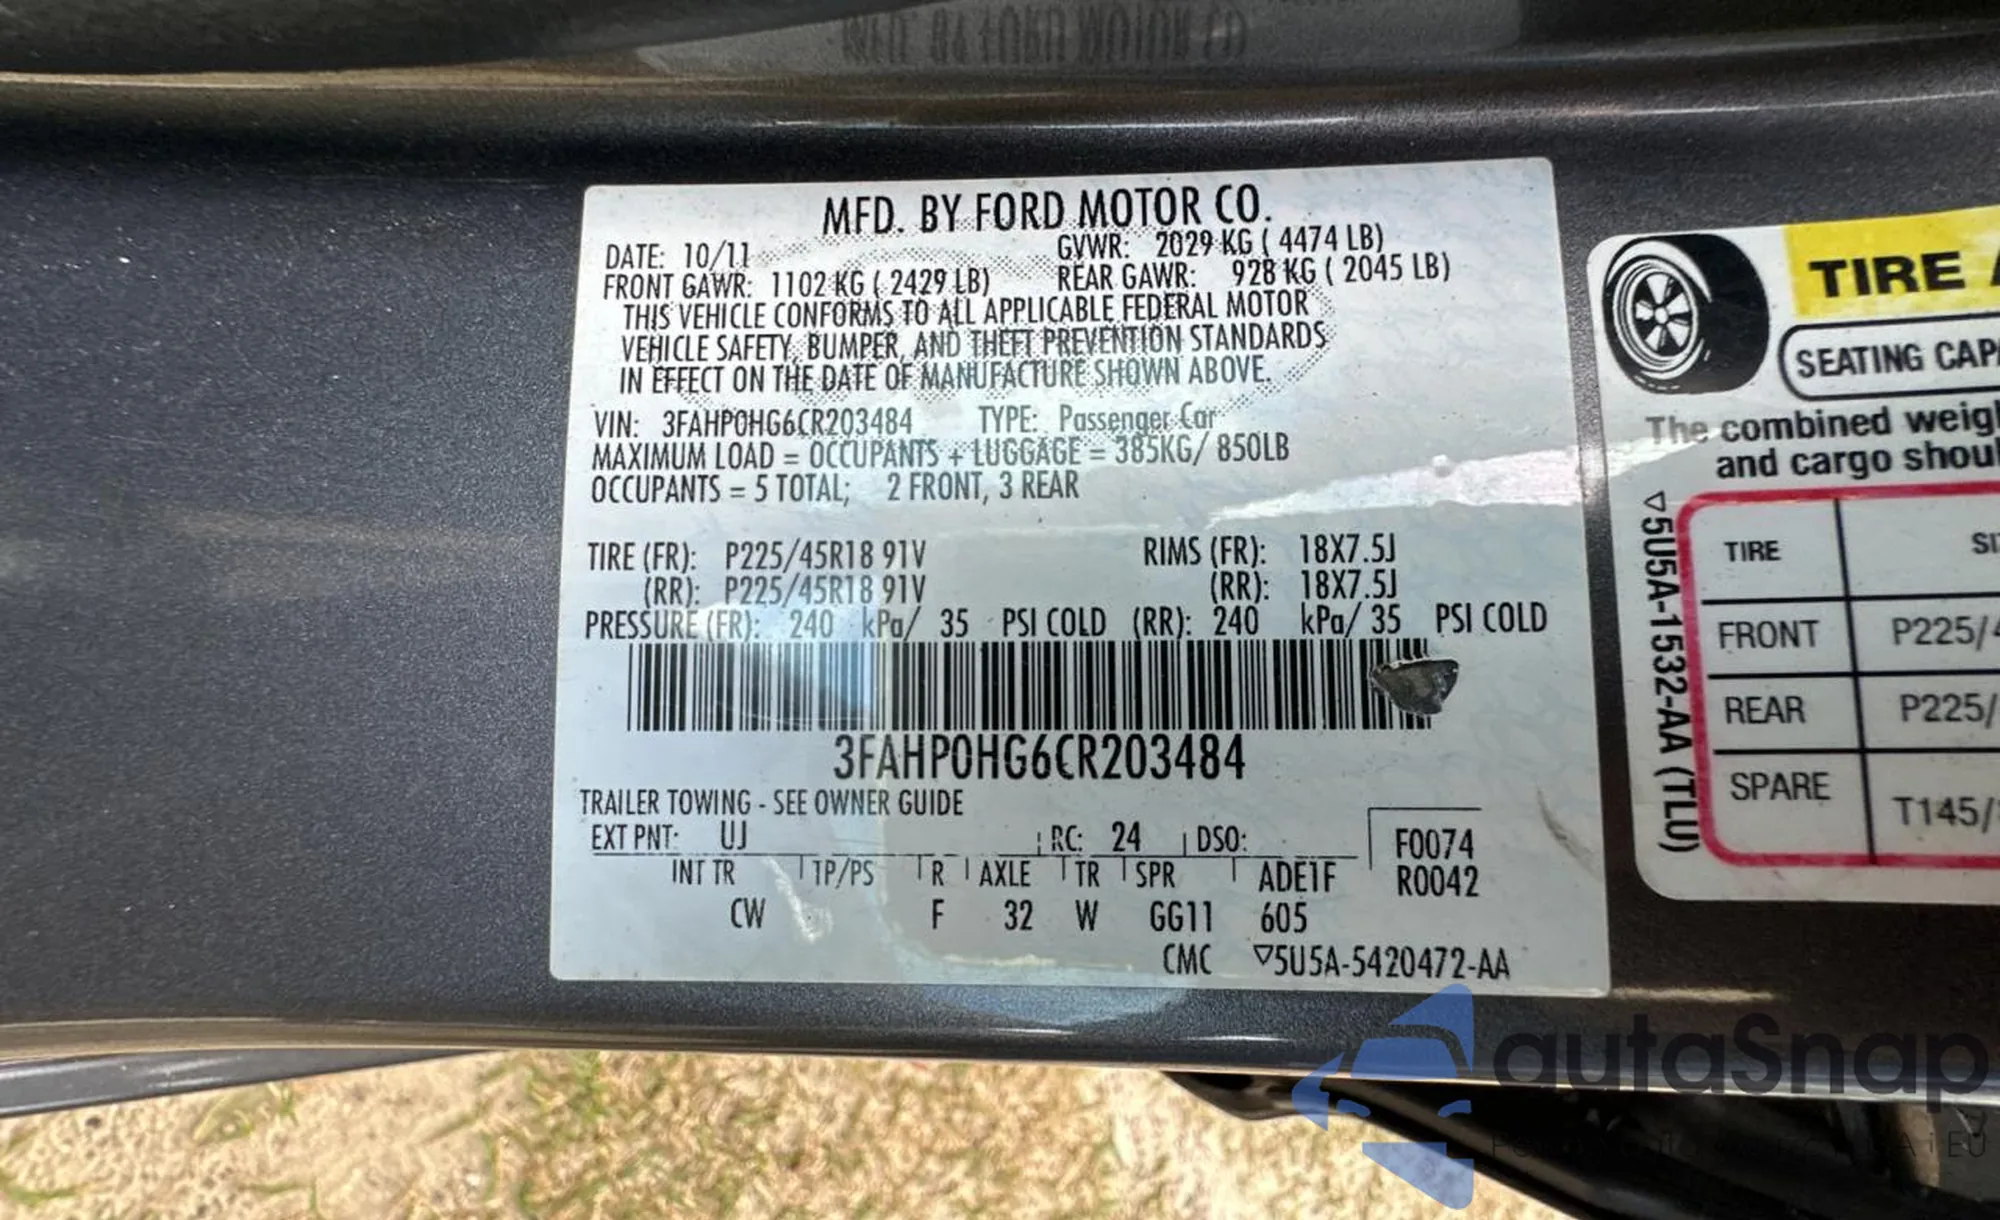 MFD. BY FORD MOTOR CO.
DATE: 10/11 GVWR: 2029 KG ( 4474 LB)
FRONT GAWR: 1102 KG ( 2429 LB) REAR GAWR: 928 KG ( 2045 LB)
THIS VEHICLE CONFORMS TO ALL APPLICABLE FEDERAL MOTOR
VEHICLE SAFETY, BUMPER, AND THEFT PREVENTION STANDARDS
IN EFFECT ON THE DATE OF MANUFACTURE SHOWN ABOVE.
VIN: 3FAHP0HG6CR203484 TYPE: Passenger Car
MAXIMUM LOAD = OCCUPANTS + LUGGAGE = 385KG/ 850LB
OCCUPANTS = 5 TOTAL; 2 FRONT, 3 REAR
TIRE (FR): P225/45R18 91V RIMS (FR): 18X7.5J
(RR): P225/45R18 91V (RR): 18X7.5J
PRESSURE (FR): 240 kPa/ 35 PSI COLD (RR): 240 kPa/ 35 PSI COLD
3FAHP0HG6CR203484
TRAILER TOWING - SEE OWNER GUIDE
EXT PNT: UJ RC: 24 DSO: F0074
INT TR TP/PS R AXLE TR SPR ADE1F R0042
CW F 32 W GG11 605
CMC ▽5U5A-5420472-AA
TIRE
SEATING CAP
The combined weigh
and cargo shou
▽5U5A-1532-AA (TLU)
TIRE SI
FRONT P225/4
REAR P225/
SPARE T145/
autaSnap